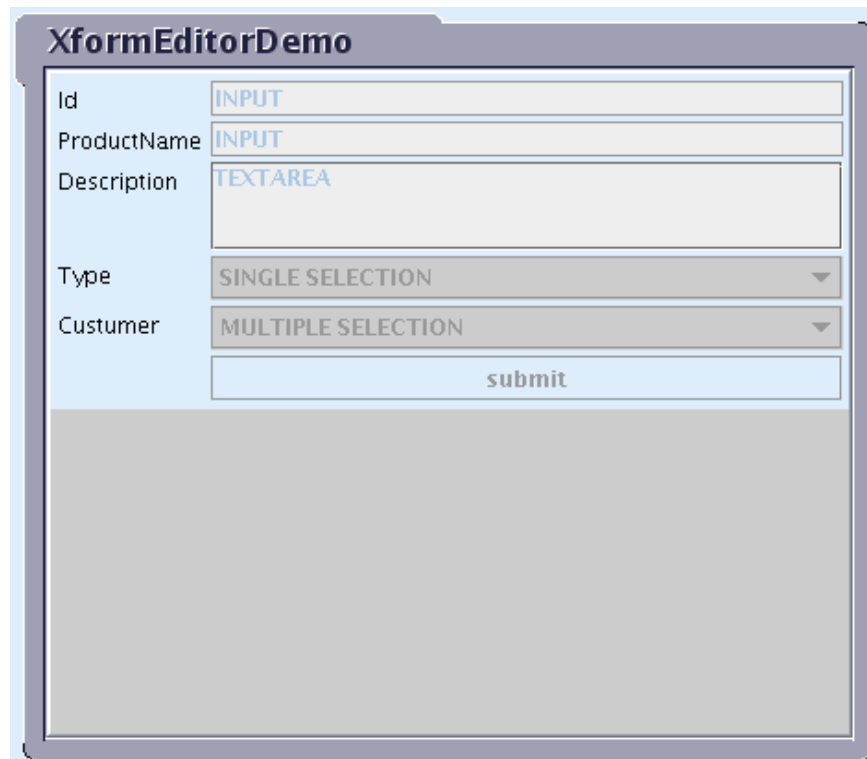 XformEditorDemo
Id INPUT
ProductName INPUT
Description TEXTAREA
Type SINGLE SELECTION
Custumer MULTIPLE SELECTION
submit